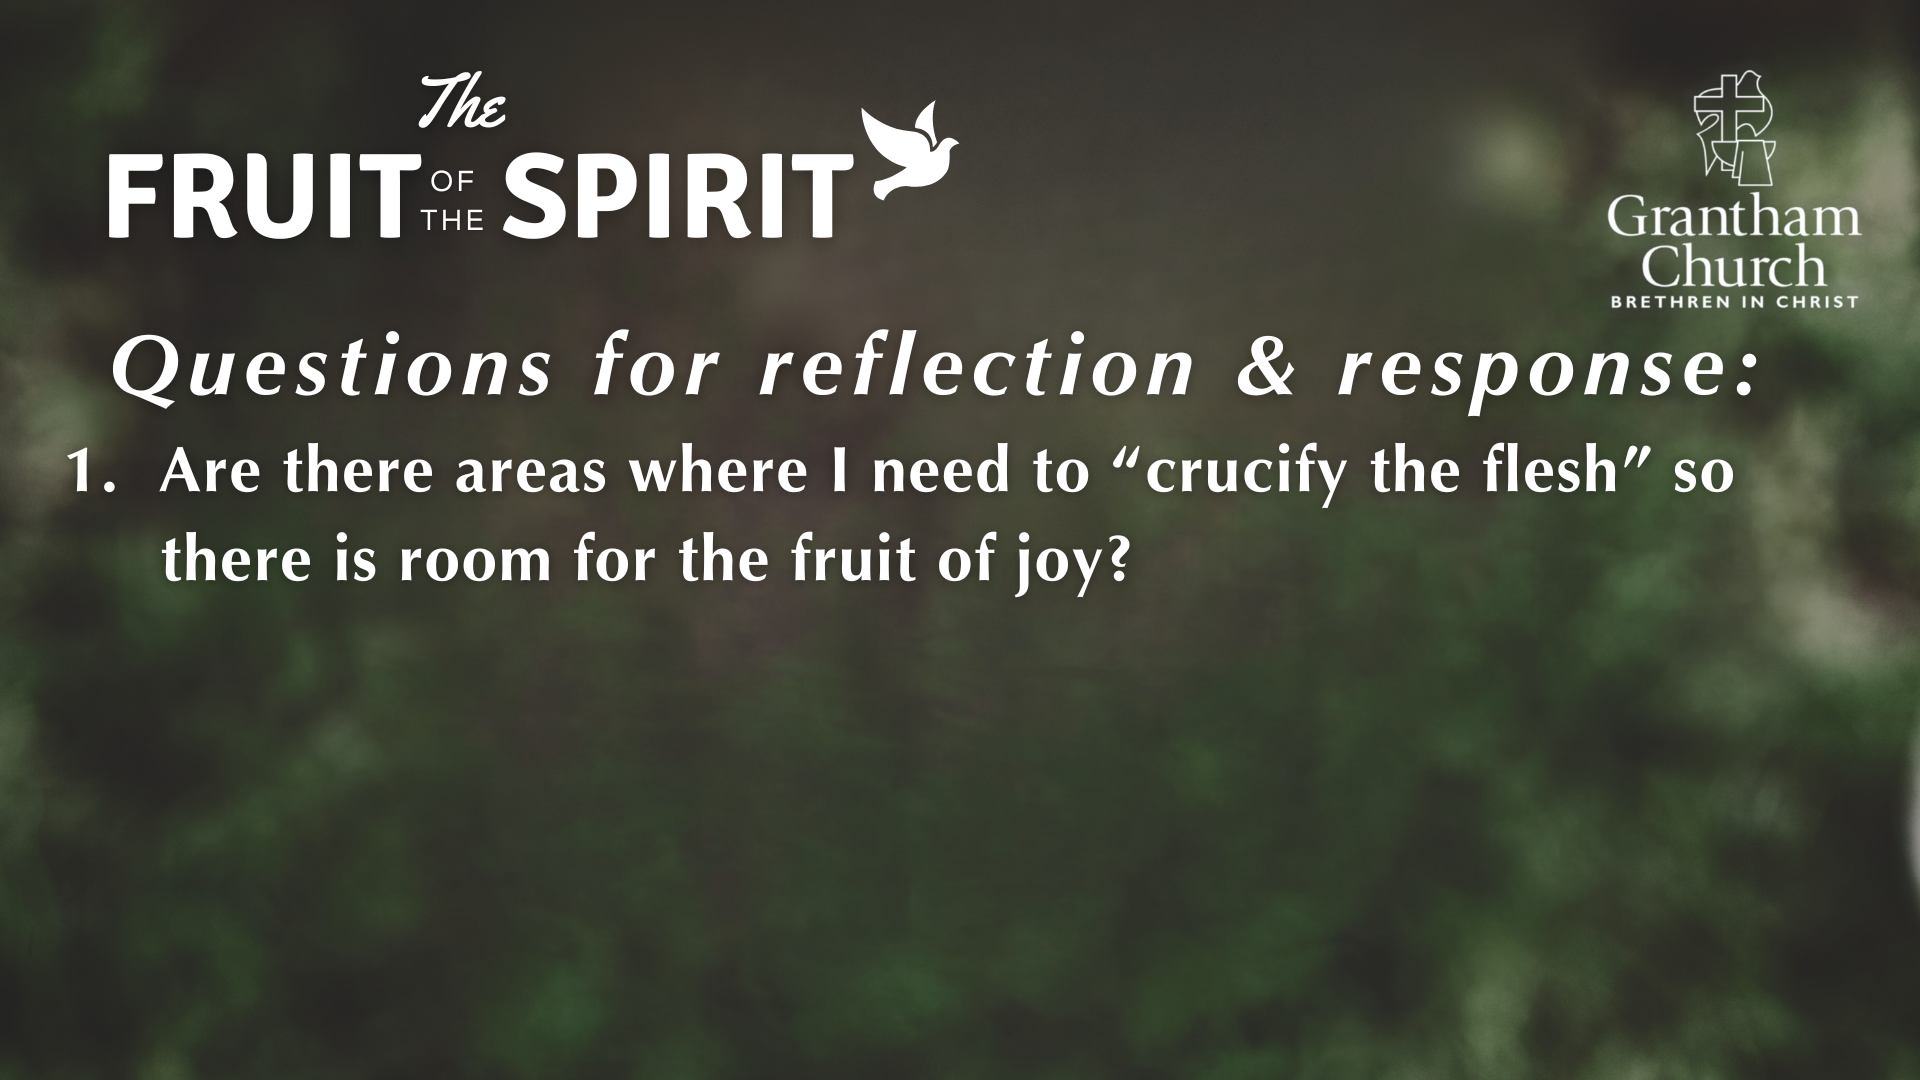 The
FRUIT OF THE SPIRIT
Grantham
Church
BRETHREN IN CHRIST
Questions for reflection & response:
1. Are there areas where I need to “crucify the flesh” so
there is room for the fruit of joy?